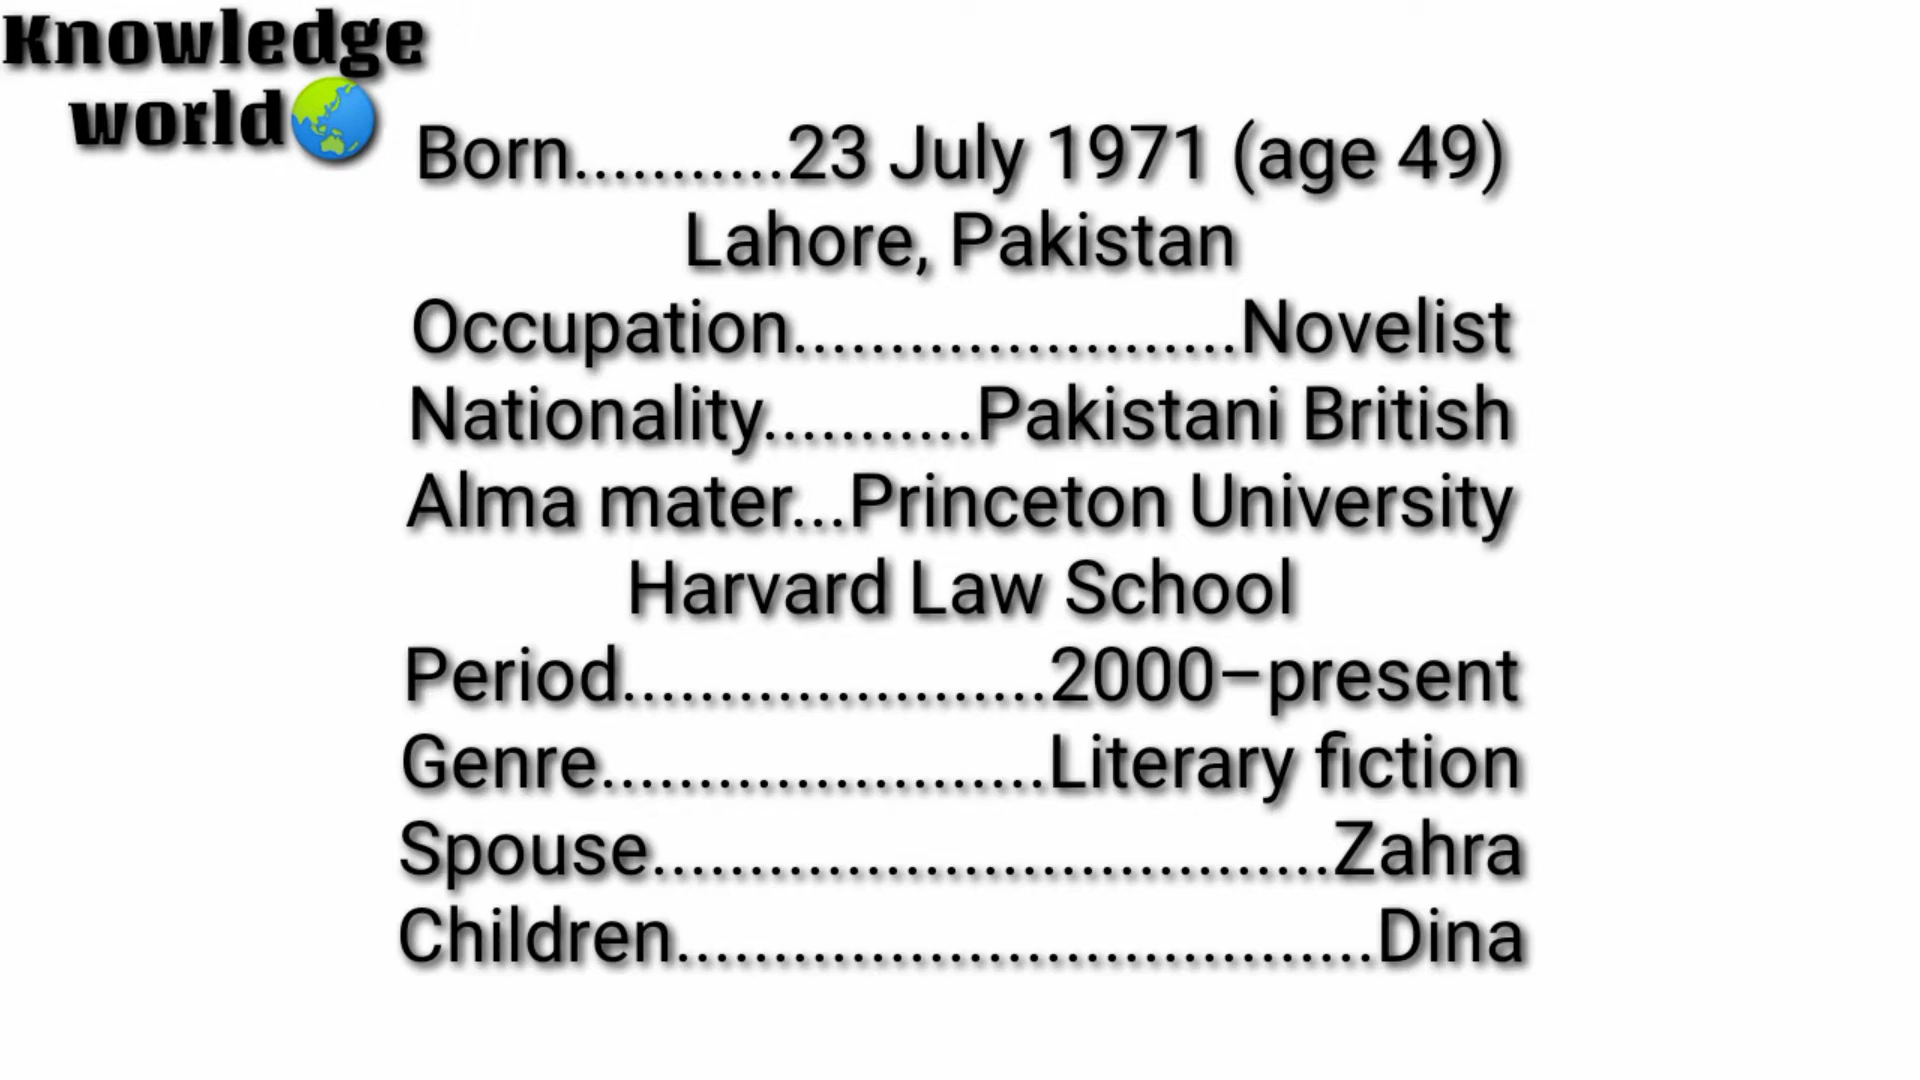 Knowledge
world
Born...........23 July 1971 (age 49)
Lahore, Pakistan
Occupation.......................Novelist
Nationality...........Pakistani British
Alma mater...Princeton University
Harvard Law School
Period......................2000–present
Genre.......................Literary fiction
Spouse...................................Zahra
Children....................................Dina